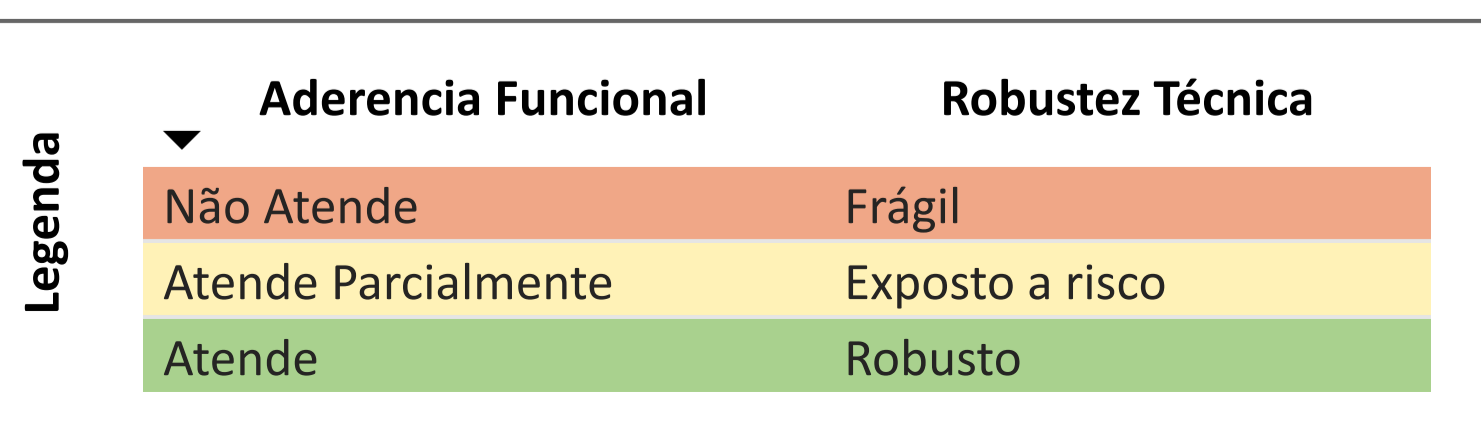 Legenda
Aderencia Funcional Robustez Técnica
Não Atende Frágil
Atende Parcialmente Exposto a risco
Atende Robusto